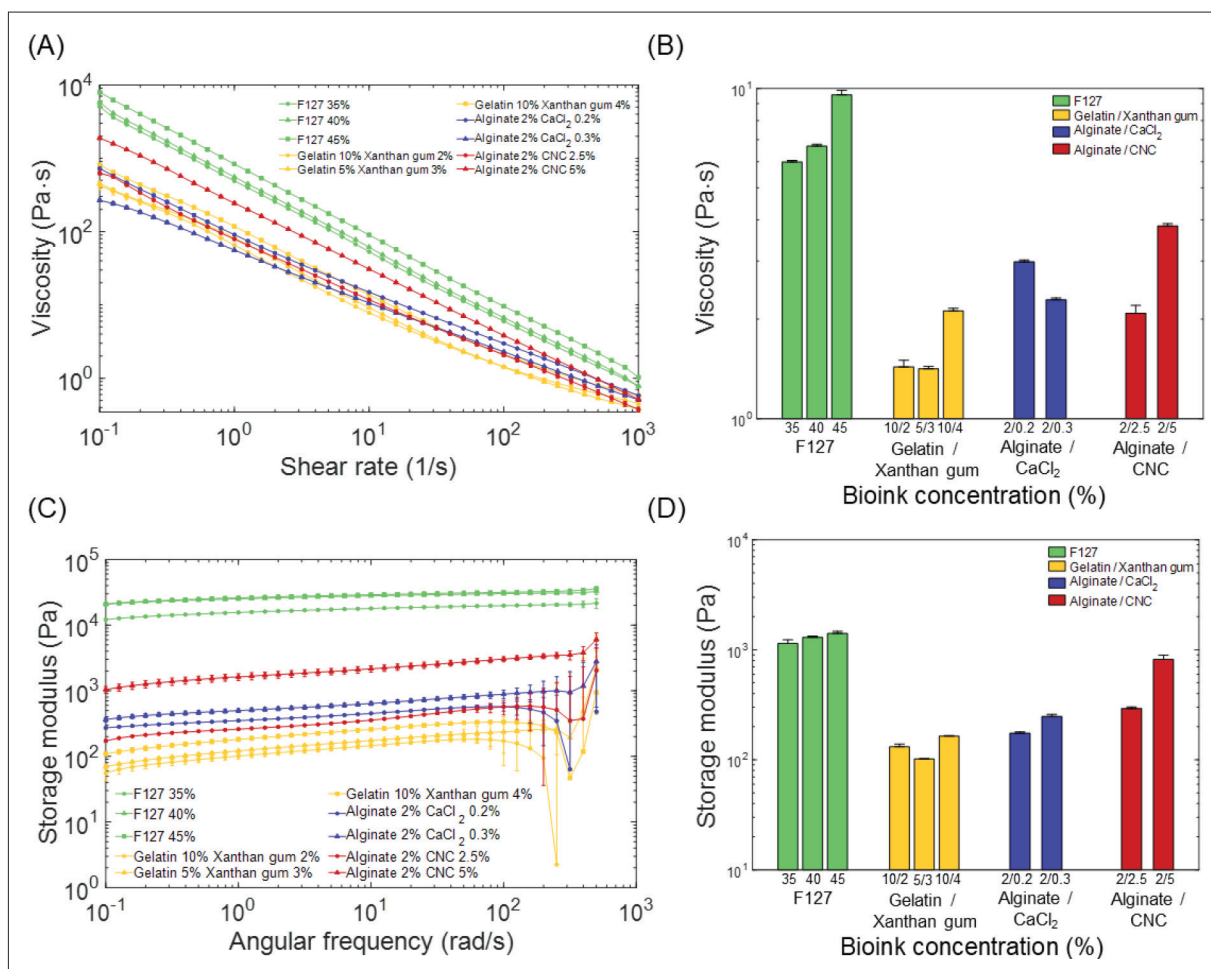 (A)
Viscosity (Pa·s)
10^4
10^2
10^0
F127 35%
F127 40%
F127 45%
Gelatin 10% Xanthan gum 2%
Gelatin 5% Xanthan gum 3%
Gelatin 10% Xanthan gum 4%
Alginate 2% CaCl2 0.2%
Alginate 2% CaCl2 0.3%
Alginate 2% CNC 2.5%
Alginate 2% CNC 5%
10^-1 10^0 10^1 10^2 10^3
Shear rate (1/s)
(B)
Viscosity (Pa·s)
10^1
10^0
F127
Gelatin/Xanthan gum
Alginate/CaCl2
Alginate/CNC
35 40 45 10/2 5/3 10/4 2/0.2 2/0.3 2/2.5 2/5
F127
Gelatin /
Xanthan gum
Alginate /
CaCl2
Alginate /
CNC
Bioink concentration (%)
(C)
Storage modulus (Pa)
10^5
10^4
10^3
10^2
10^1
10^0
F127 35%
F127 40%
F127 45%
Gelatin 10% Xanthan gum 2%
Gelatin 5% Xanthan gum 3%
Gelatin 10% Xanthan gum 4%
Alginate 2% CaCl2 0.2%
Alginate 2% CaCl2 0.3%
Alginate 2% CNC 2.5%
Alginate 2% CNC 5%
10^-1 10^0 10^1 10^2 10^3
Angular frequency (rad/s)
(D)
Storage modulus (Pa)
10^4
10^3
10^2
10^1
F127
Gelatin/Xanthan gum
Alginate/CaCl2
Alginate/CNC
35 40 45 10/2 5/3 10/4 2/0.2 2/0.3 2/2.5 2/5
F127
Gelatin /
Xanthan gum
Alginate /
CaCl2
Alginate /
CNC
Bioink concentration (%)